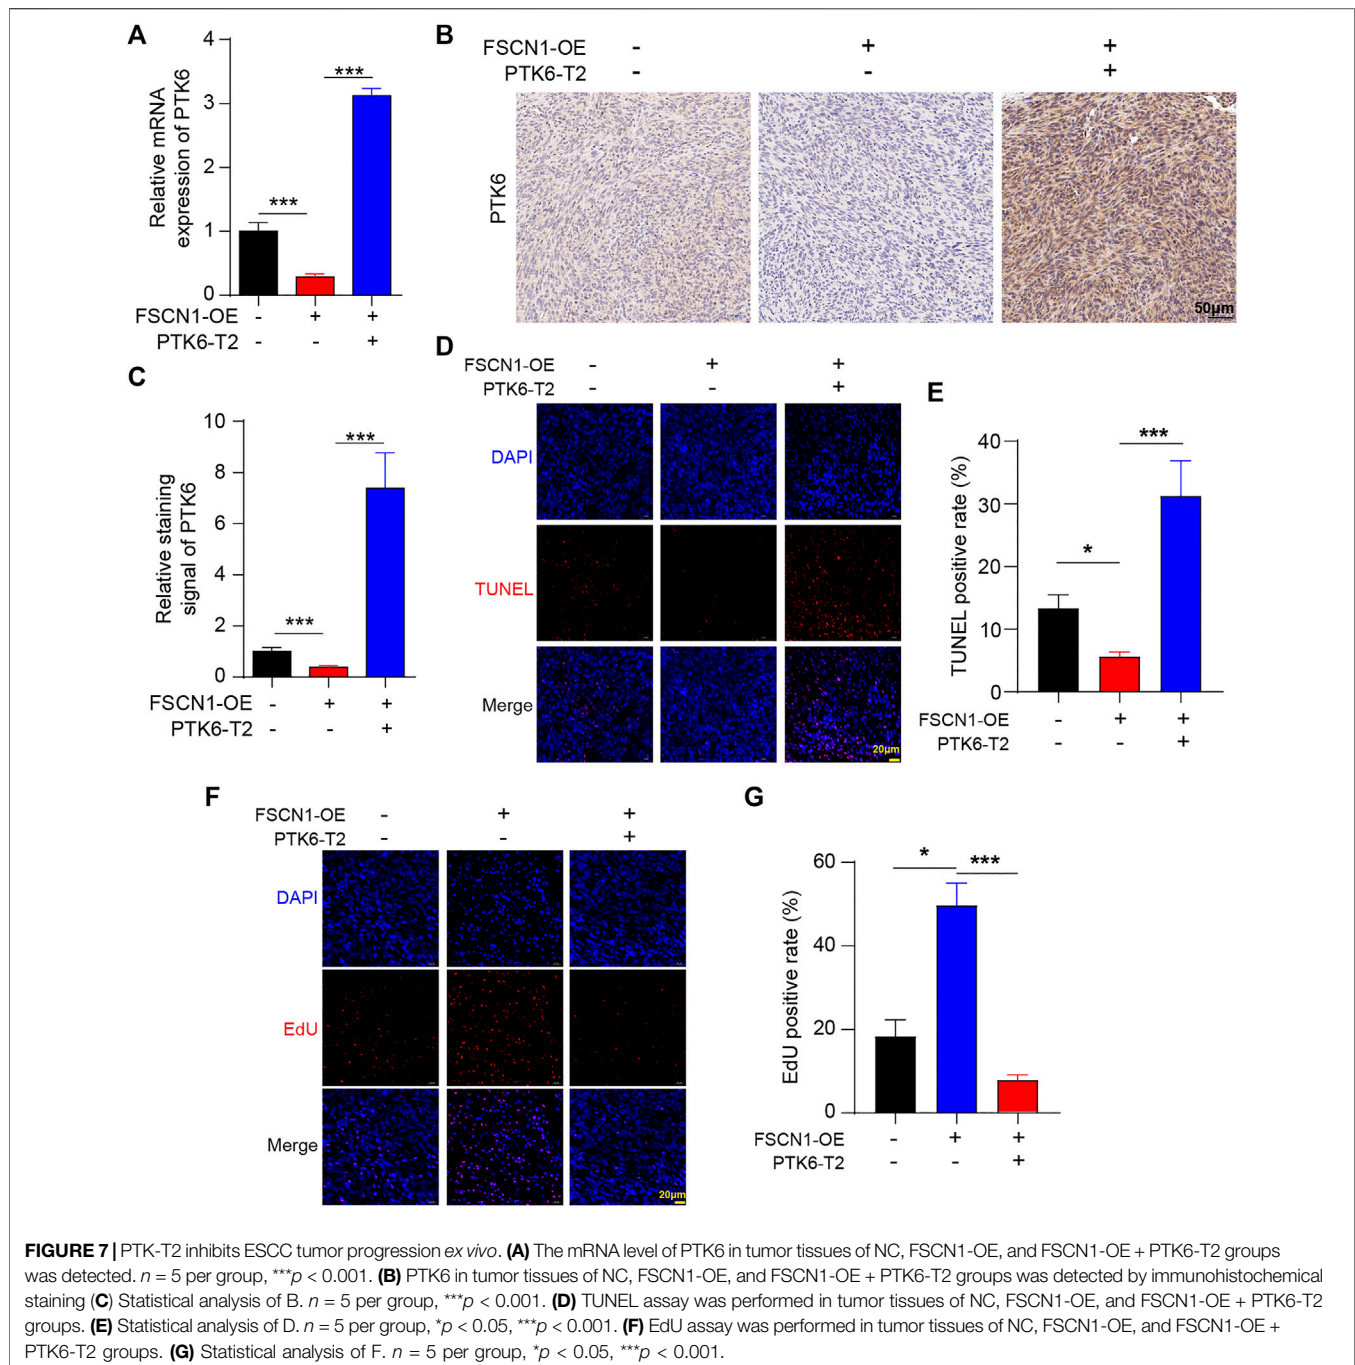 A
Relative mRNA
expression of PTK6
4
3
2
1
0
***
***
FSCN1-OE - + +
PTK6-T2 - - +
B
FSCN1-OE - + +
PTK6-T2 - - +
PTK6
50μm
C
Relative staining
signal of PTK6
10
8
6
4
2
0
***
***
FSCN1-OE - + +
PTK6-T2 - - +
D
FSCN1-OE - + +
PTK6-T2 - - +
DAPI
TUNEL
Merge
20μm
E
TUNEL positive rate (%)
40
30
20
10
0
*
***
FSCN1-OE - + +
PTK6-T2 - - +
F
FSCN1-OE - + +
PTK6-T2 - - +
DAPI
EdU
Merge
20μm
G
EdU positive rate (%)
60
40
20
0
*
***
FSCN1-OE - + +
PTK6-T2 - - +
FIGURE 7 | PTK-T2 inhibits ESCC tumor progression ex vivo. (A) The mRNA level of PTK6 in tumor tissues of NC, FSCN1-OE, and FSCN1-OE + PTK6-T2 groups
was detected. n = 5 per group, ***p < 0.001. (B) PTK6 in tumor tissues of NC, FSCN1-OE, and FSCN1-OE + PTK6-T2 groups was detected by immunohistochemical
staining (C) Statistical analysis of B. n = 5 per group, ***p < 0.001. (D) TUNEL assay was performed in tumor tissues of NC, FSCN1-OE, and FSCN1-OE + PTK6-T2
groups. (E) Statistical analysis of D. n = 5 per group, *p < 0.05, ***p < 0.001. (F) EdU assay was performed in tumor tissues of NC, FSCN1-OE, and FSCN1-OE +
PTK6-T2 groups. (G) Statistical analysis of F. n = 5 per group, *p < 0.05, ***p < 0.001.